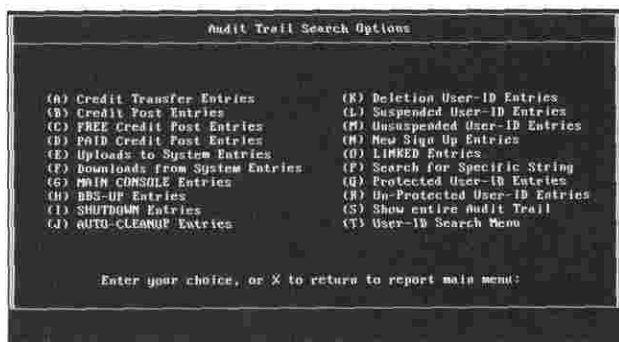 Audit Trail Search Options
(A) Credit Transfer Entries
(B) Credit Post Entries
(C) FREE Credit Post Entries
(D) PAID Credit Post Entries
(E) Uploads to System Entries
(F) Downloads from System Entries
(G) MAIN CONSOLE Entries
(H) BBS-UP Entries
(I) SHUTDOWN Entries
(J) AUTO-CLEANUP Entries
(K) Deletion User-ID Entries
(L) Suspended User-ID Entries
(M) Unsuspended User-ID Entries
(N) New Sign Up Entries
(O) LINKED Entries
(P) Search for Specific String
(Q) Protected User-ID Entries
(R) Un-Protected User-ID Entries
(S) Show entire Audit Trail
(T) User-ID Search Menu
Enter your choice, or X to return to report main menu: